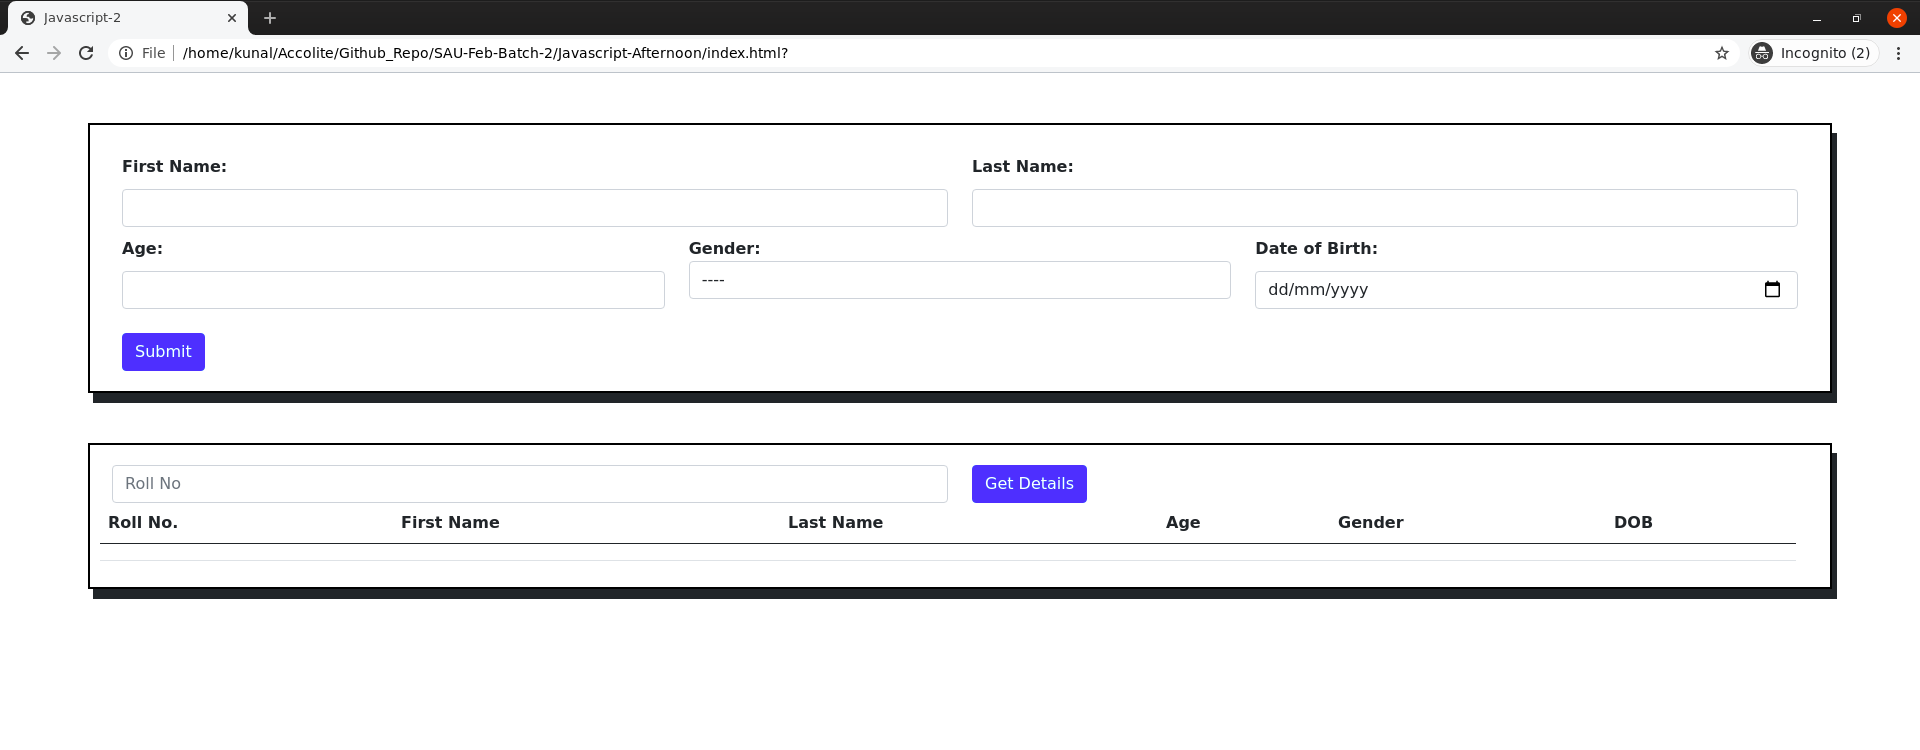 Javascript-2
File /home/kunal/Accolite/Github_Repo/SAU-Feb-Batch-2/Javascript-Afternoon/index.html? Incognito (2)
First Name: Last Name:
Age: Gender: Date of Birth:
---- dd/mm/yyyy
Submit
Roll No Get Details
Roll No. First Name Last Name Age Gender DOB